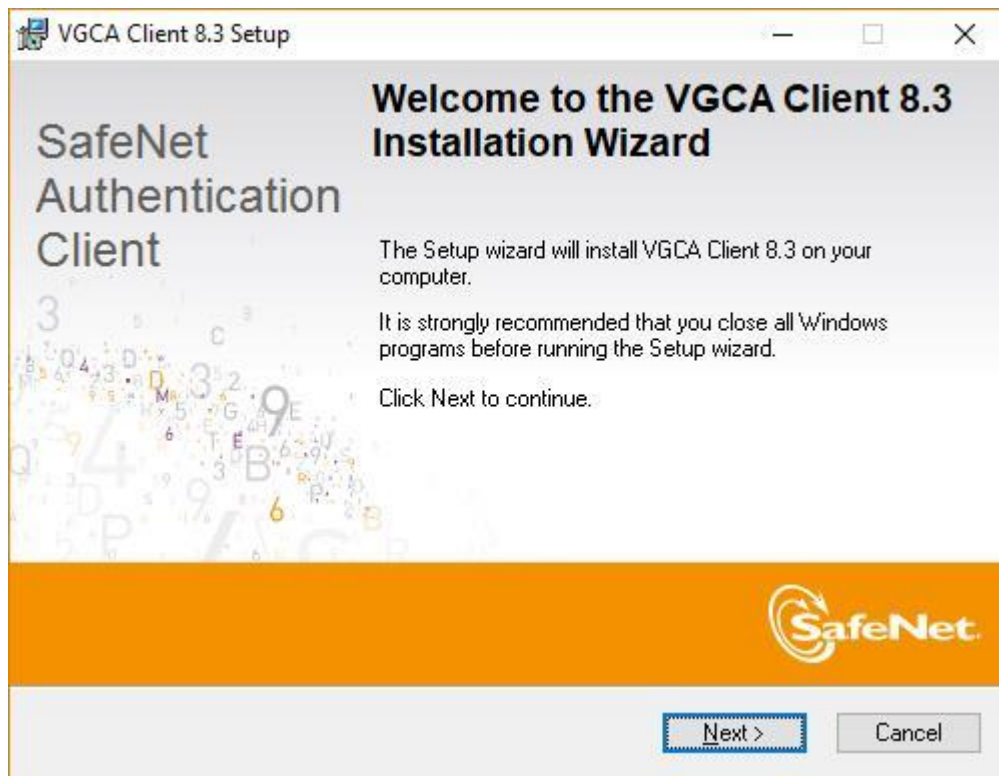 VGCA Client 8.3 Setup
SafeNet
Authentication
Client
Welcome to the VGCA Client 8.3
Installation Wizard
The Setup wizard will install VGCA Client 8.3 on your
computer.
It is strongly recommended that you close all Windows
programs before running the Setup wizard.
Click Next to continue.
SafeNet.
Next >
Cancel